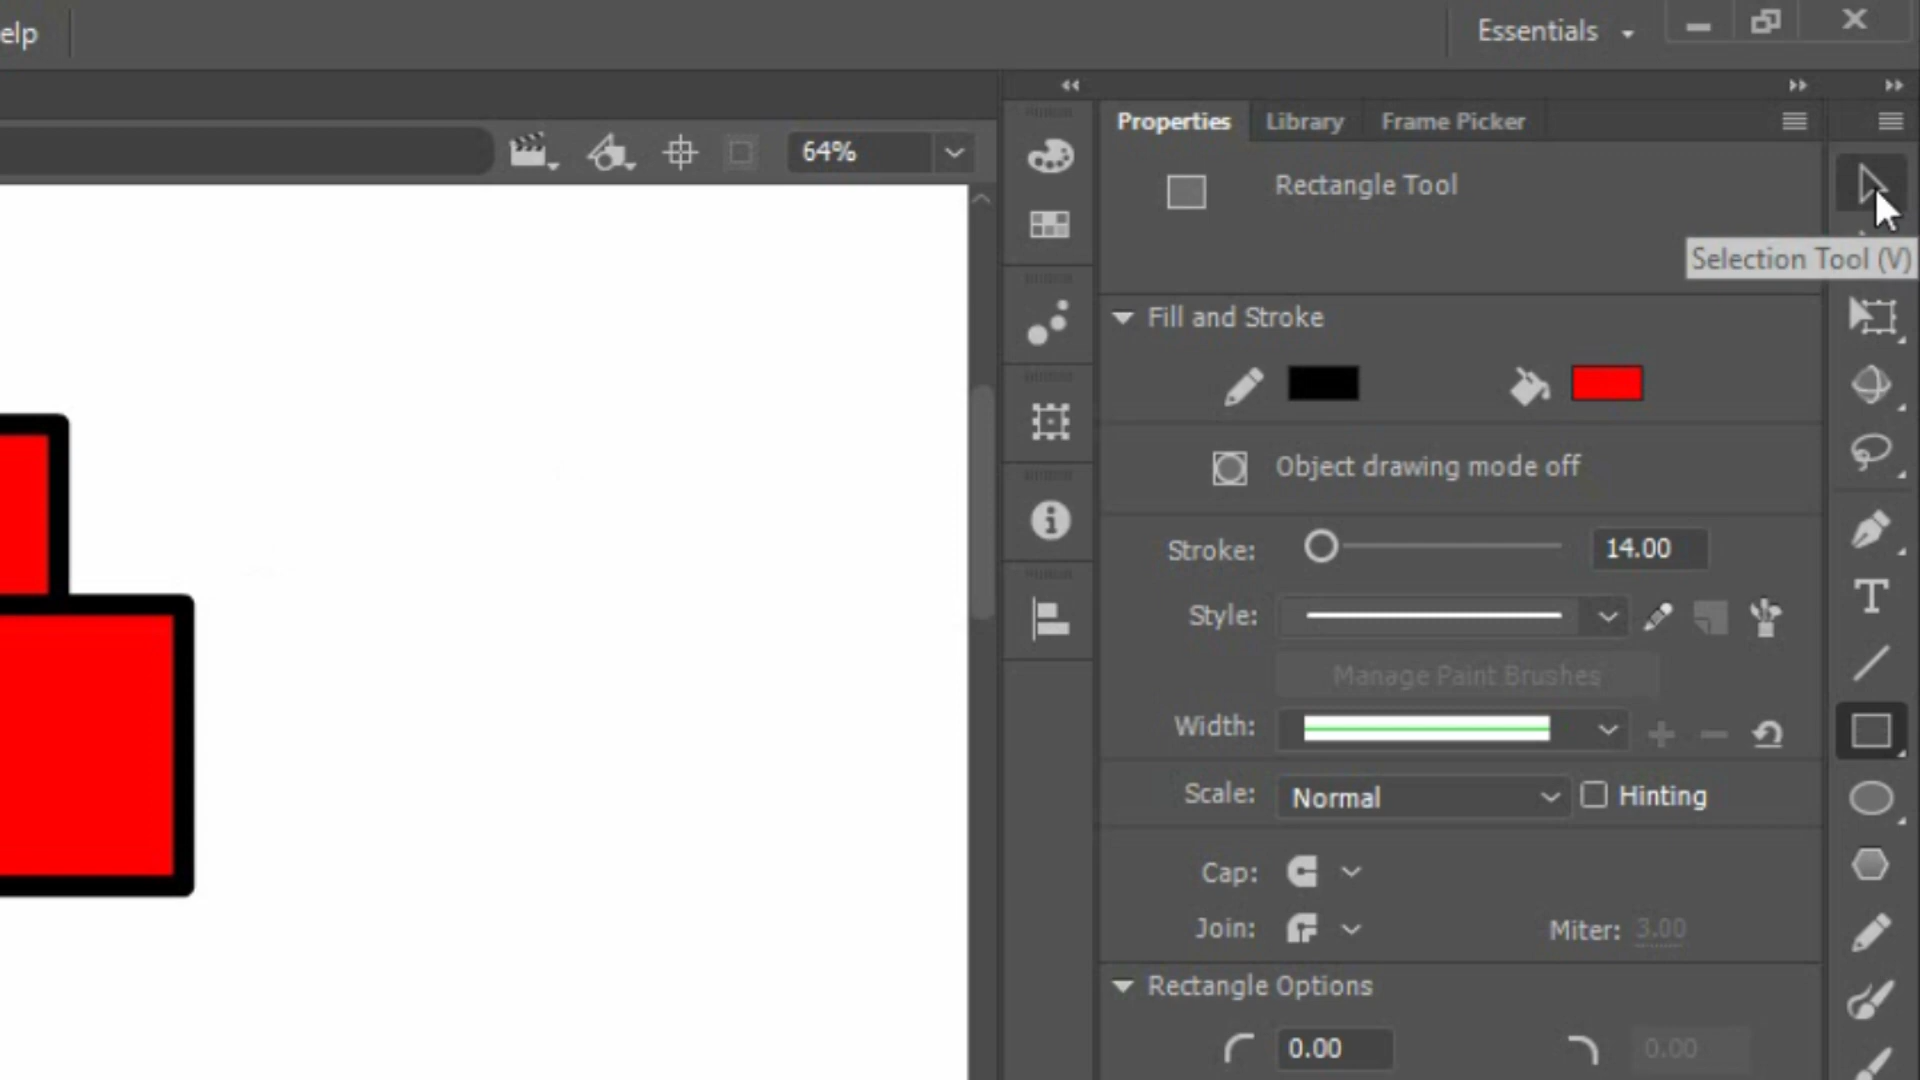 elp
Essentials
Properties Library Frame Picker
64%
Rectangle Tool
Selection Tool (V)
Fill and Stroke
Object drawing mode off
Stroke: 14.00
Style:
Manage Paint Brushes
Width:
Scale: Normal Hinting
Cap:
Join: Miter: 3.00
Rectangle Options
0.00 0.00